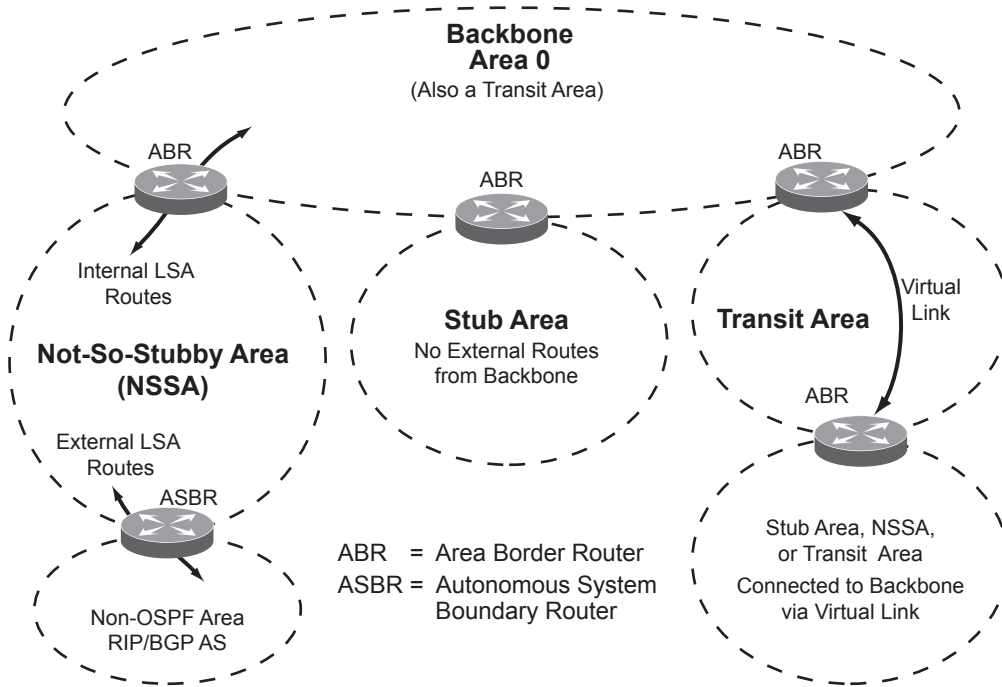 Backbone
Area 0
(Also a Transit Area)
ABR
ABR
ABR
Internal LSA
Routes
Not-So-Stubby Area
(NSSA)
External LSA
Routes
ASBR
Non-OSPF Area
RIP/BGP AS
Stub Area
No External Routes
from Backbone
Transit Area
Virtual
Link
ABR
Stub Area, NSSA,
or Transit Area
Connected to Backbone
via Virtual Link
ABR = Area Border Router
ASBR = Autonomous System
Boundary Router